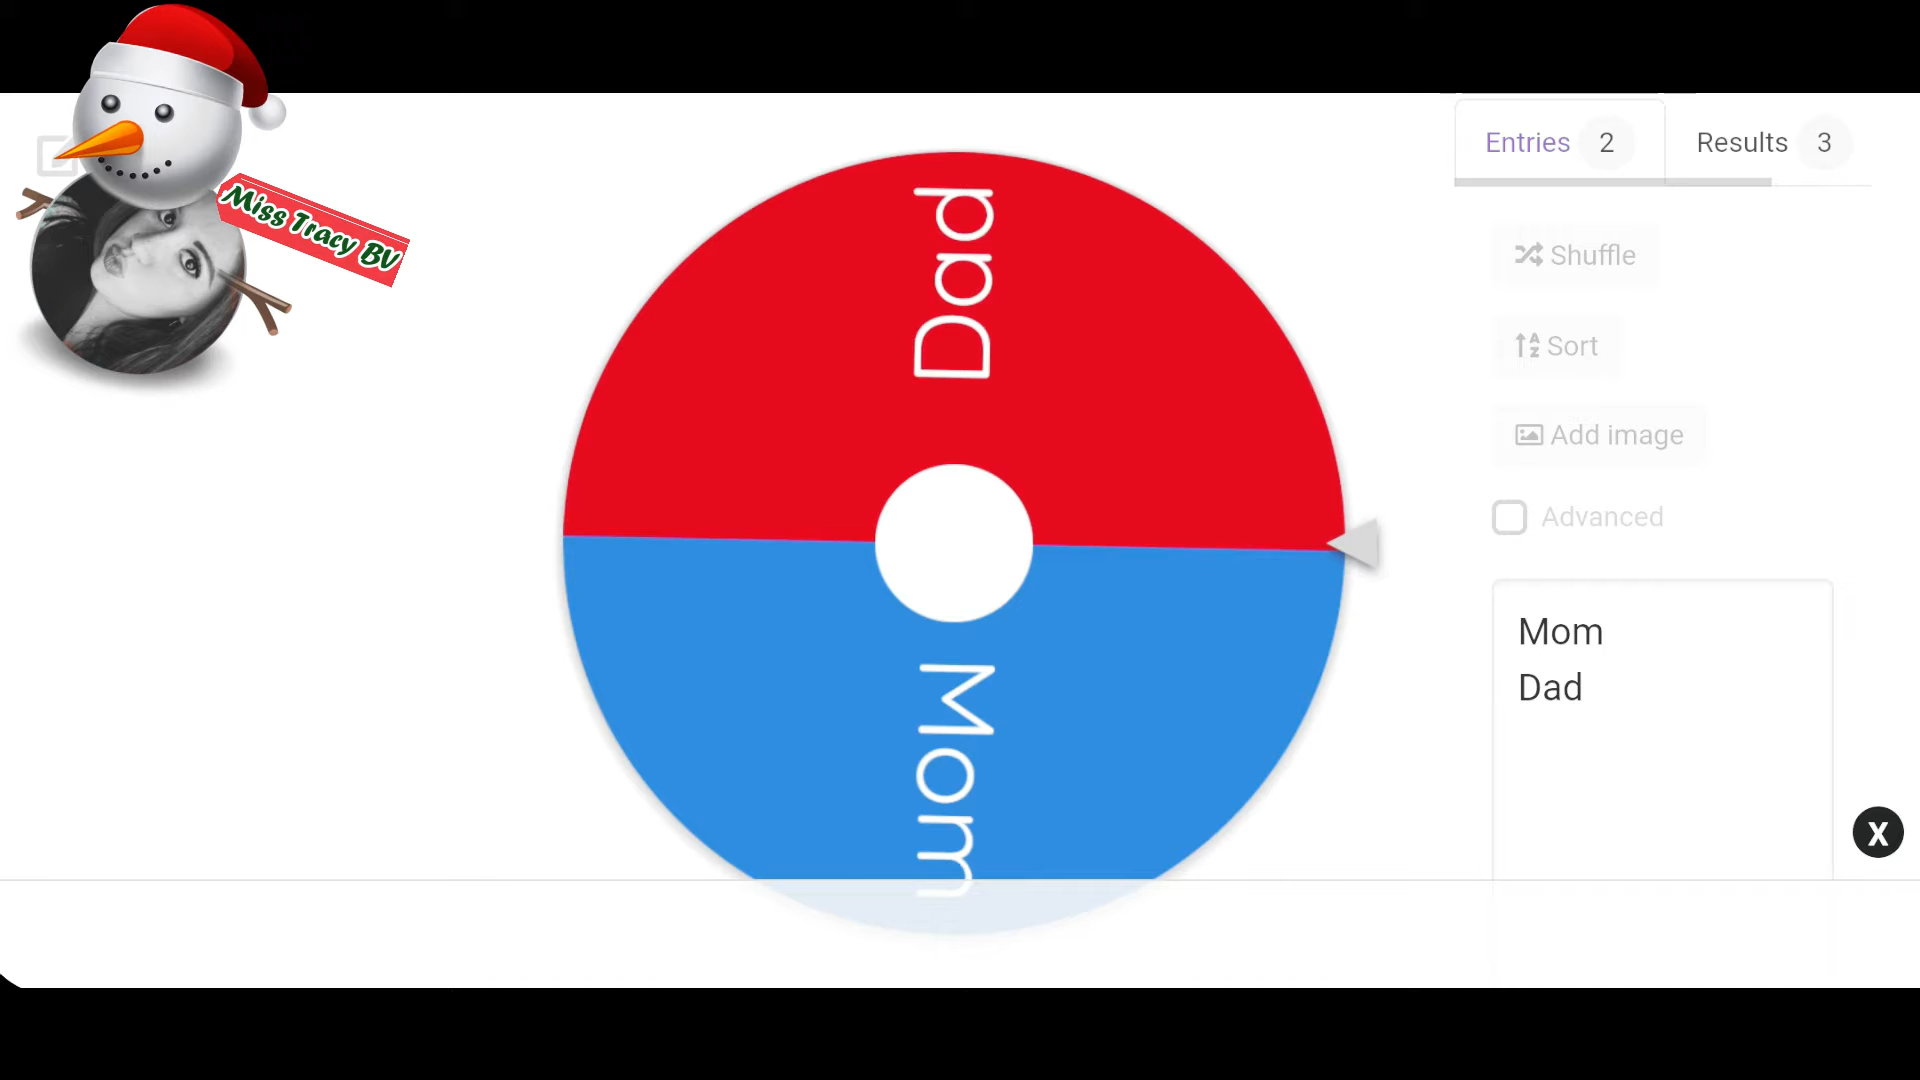 Miss Tracy BV
Entries 2
Results 3
Shuffle
Sort
Add image
Advanced
Mom
Dad
Dad
Mom
X